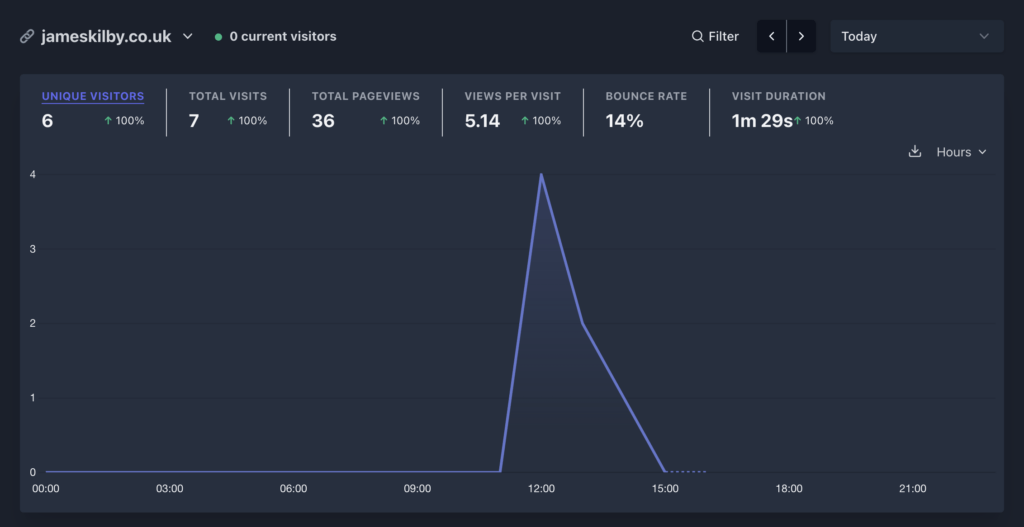 jameskilby.co.uk
0 current visitors
Filter
Today
UNIQUE VISITORS
6
↑ 100%
TOTAL VISITS
7
↑ 100%
TOTAL PAGEVIEWS
36
↑ 100%
VIEWS PER VISIT
5.14
↑ 100%
BOUNCE RATE
14%
VISIT DURATION
1m 29s↑ 100%
Hours
4
3
2
1
0
00:00 03:00 06:00 09:00 12:00 15:00 18:00 21:00